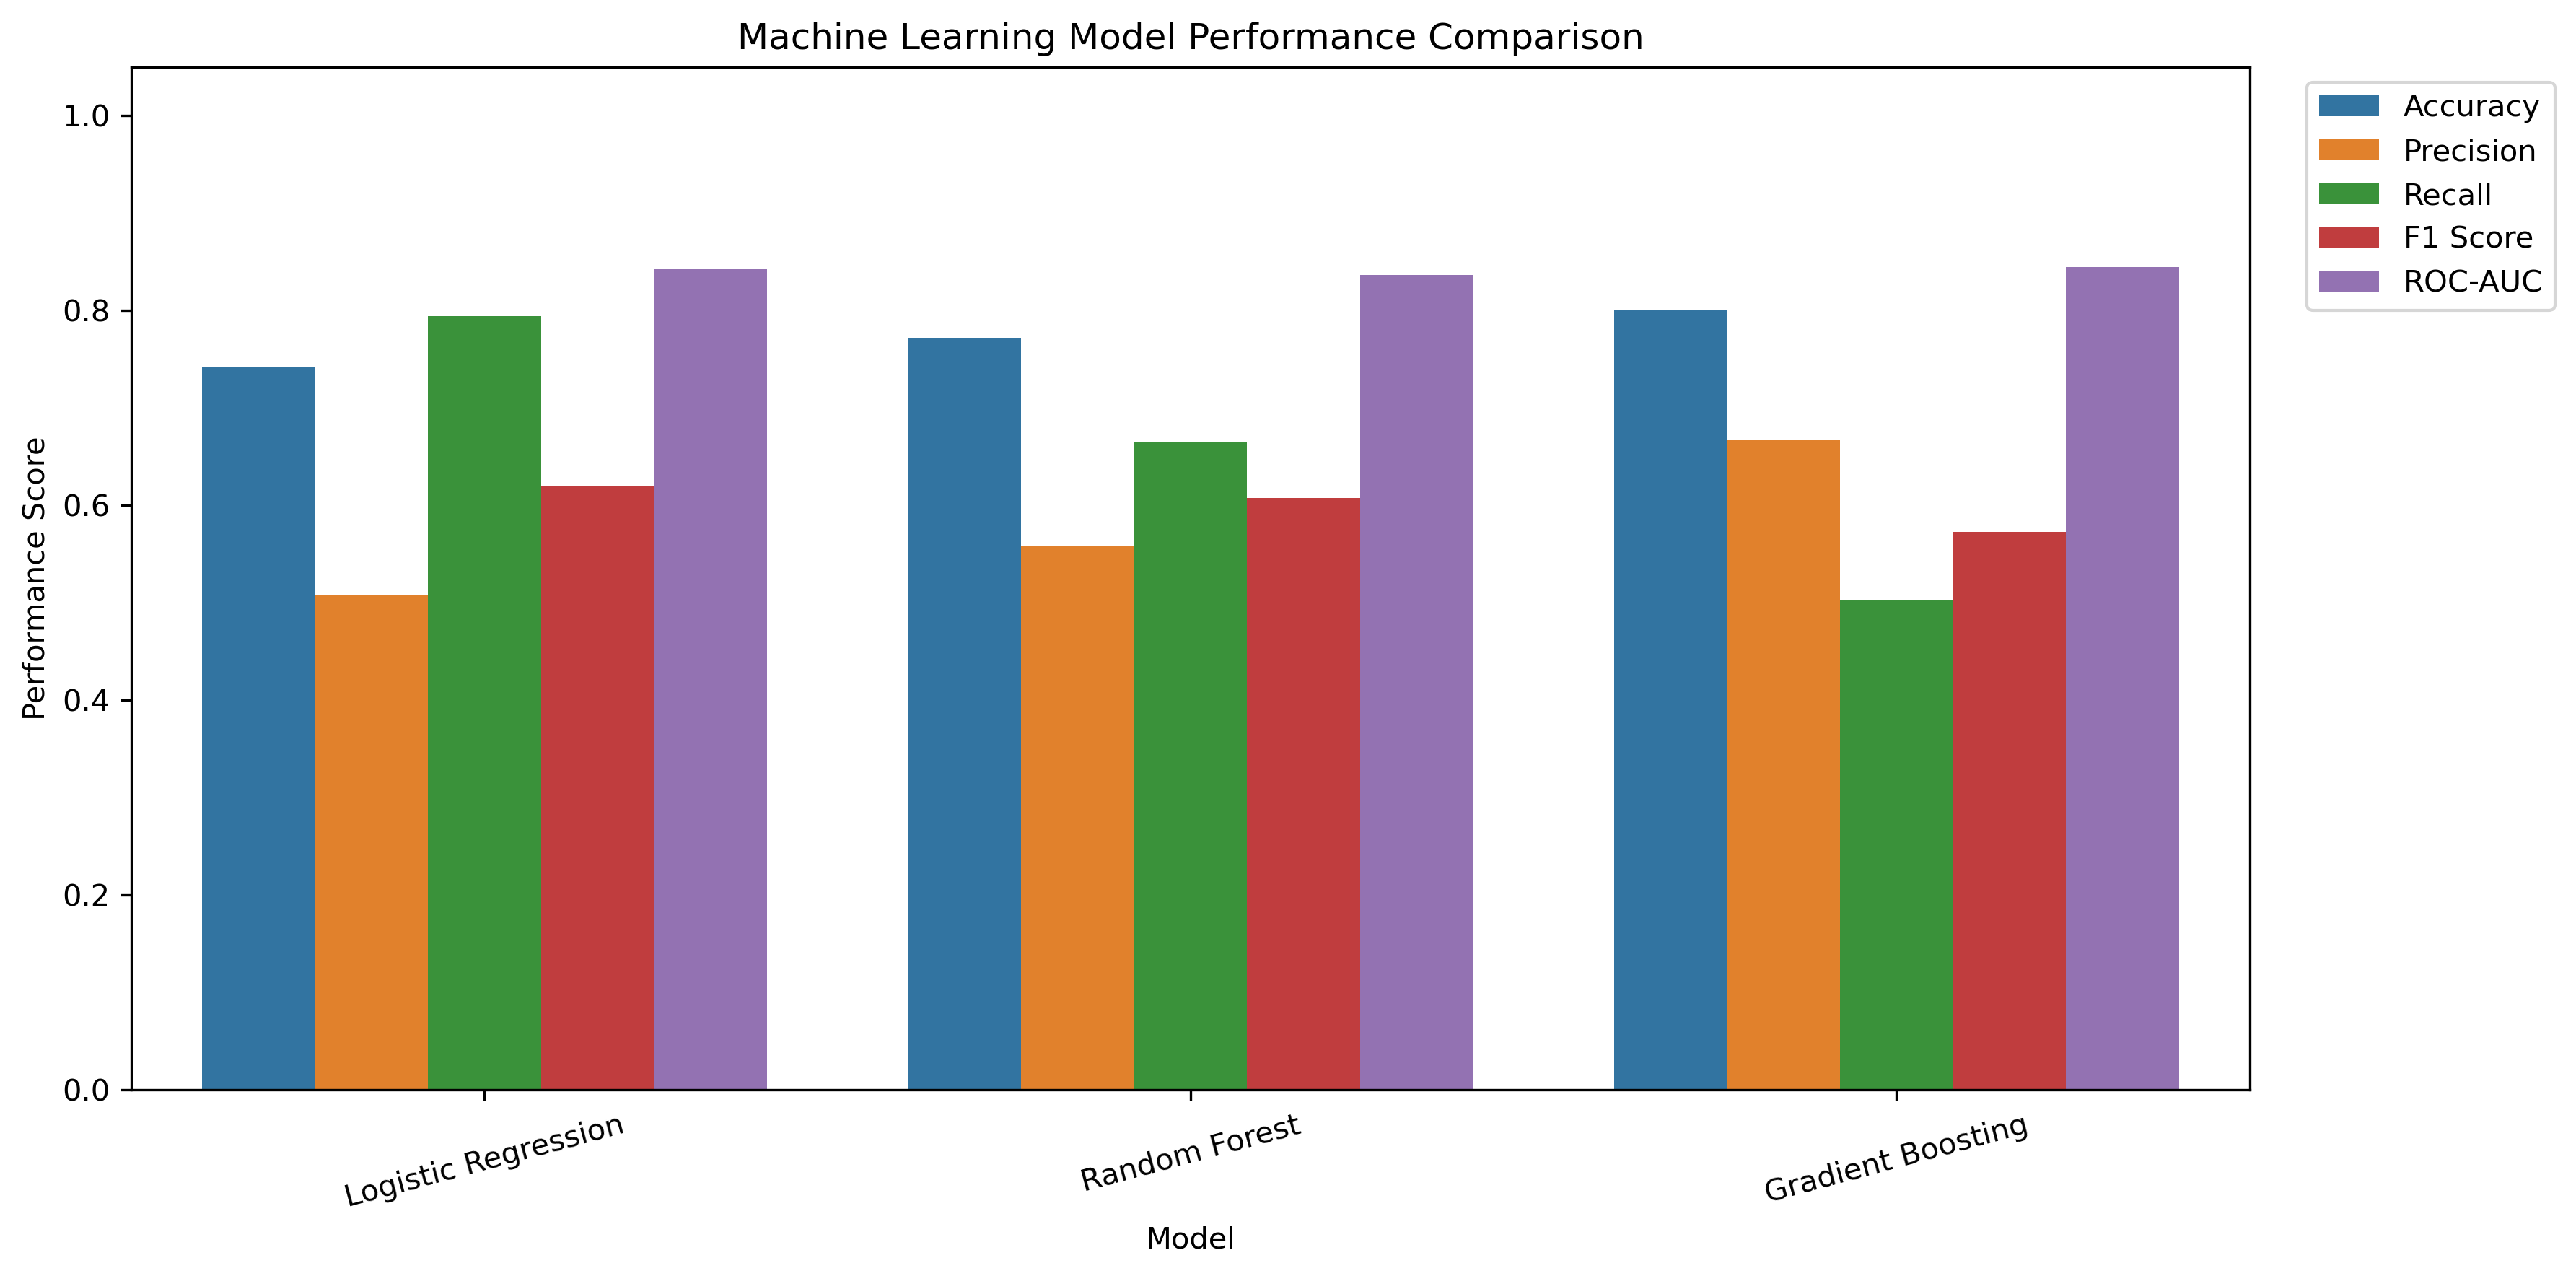 Machine Learning Model Performance Comparison
1.0
0.8
0.6
0.4
0.2
0.0
Performance Score
Accuracy
Precision
Recall
F1 Score
ROC-AUC
Logistic Regression
Random Forest
Gradient Boosting
Model